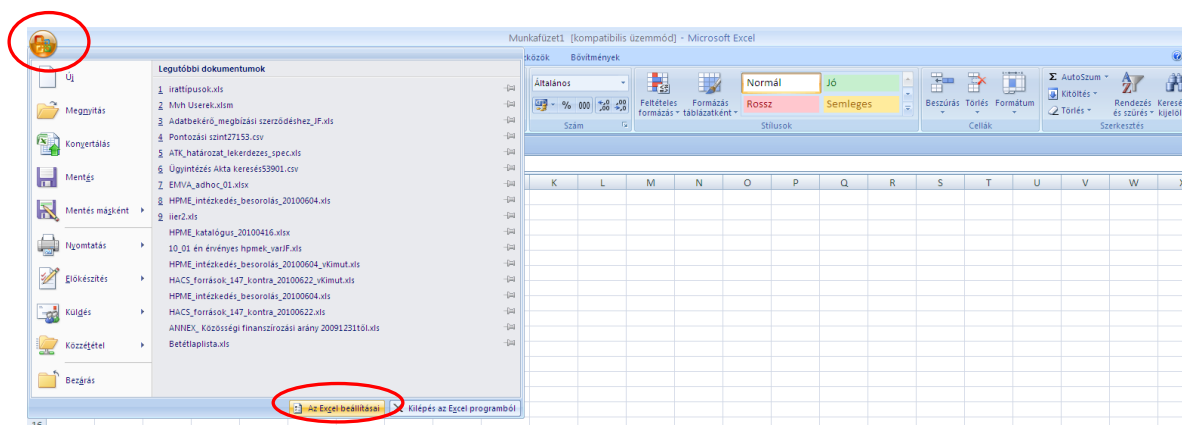 Munkafüzet1 [kompatibilis üzemmód] - Microsoft Excel
Bővítmények
Új
Megnyitás
Konvertálás
Mentés
Mentés másként
Nyomtatás
Előkészítés
Küldés
Közzététel
Bezárás
Legutóbbi dokumentumok
1 irattipusok.xls
2 Mvh Userek.xlsm
3 Adatbekérő_megbízási szerződéshez_JF.xls
4 Pontozási szint27153.csv
5 ATK_határozat_lekerdezes_spec.xls
6 Ügyintézés Akta keresés53901.csv
7 EMVA_adhoc_01.xlsx
8 HPME_intézkedés_besorolás_20100604.xls
9 iier2.xls
HPME_katalógus_20100416.xlsx
10_01 én érvényes hpmek_varJF.xls
HPME_intézkedés_besorolás_20100604_vKimut.xls
HACS_források_147_kontra_20100622_vKimut.xls
HPME_intézkedés_besorolás_20100604.xls
HACS_források_147_kontra_20100622.xls
ANNEX_ Közösségi finanszírozási arány 20091231től.xls
Betétlaplista.xls
Az Excel beállításai
Kilépés az Excel programból
Általános
% 000
Szám
Feltételes formázás
Formázás táblázatként
Normál
Jó
Rossz
Semleges
Stílusok
Beszúrás
Törlés
Formátum
Cellák
Σ AutoSzum
Kitöltés
Törlés
Rendezés és szűrés
Szerkesztés
K L M N O P Q R S T U V W